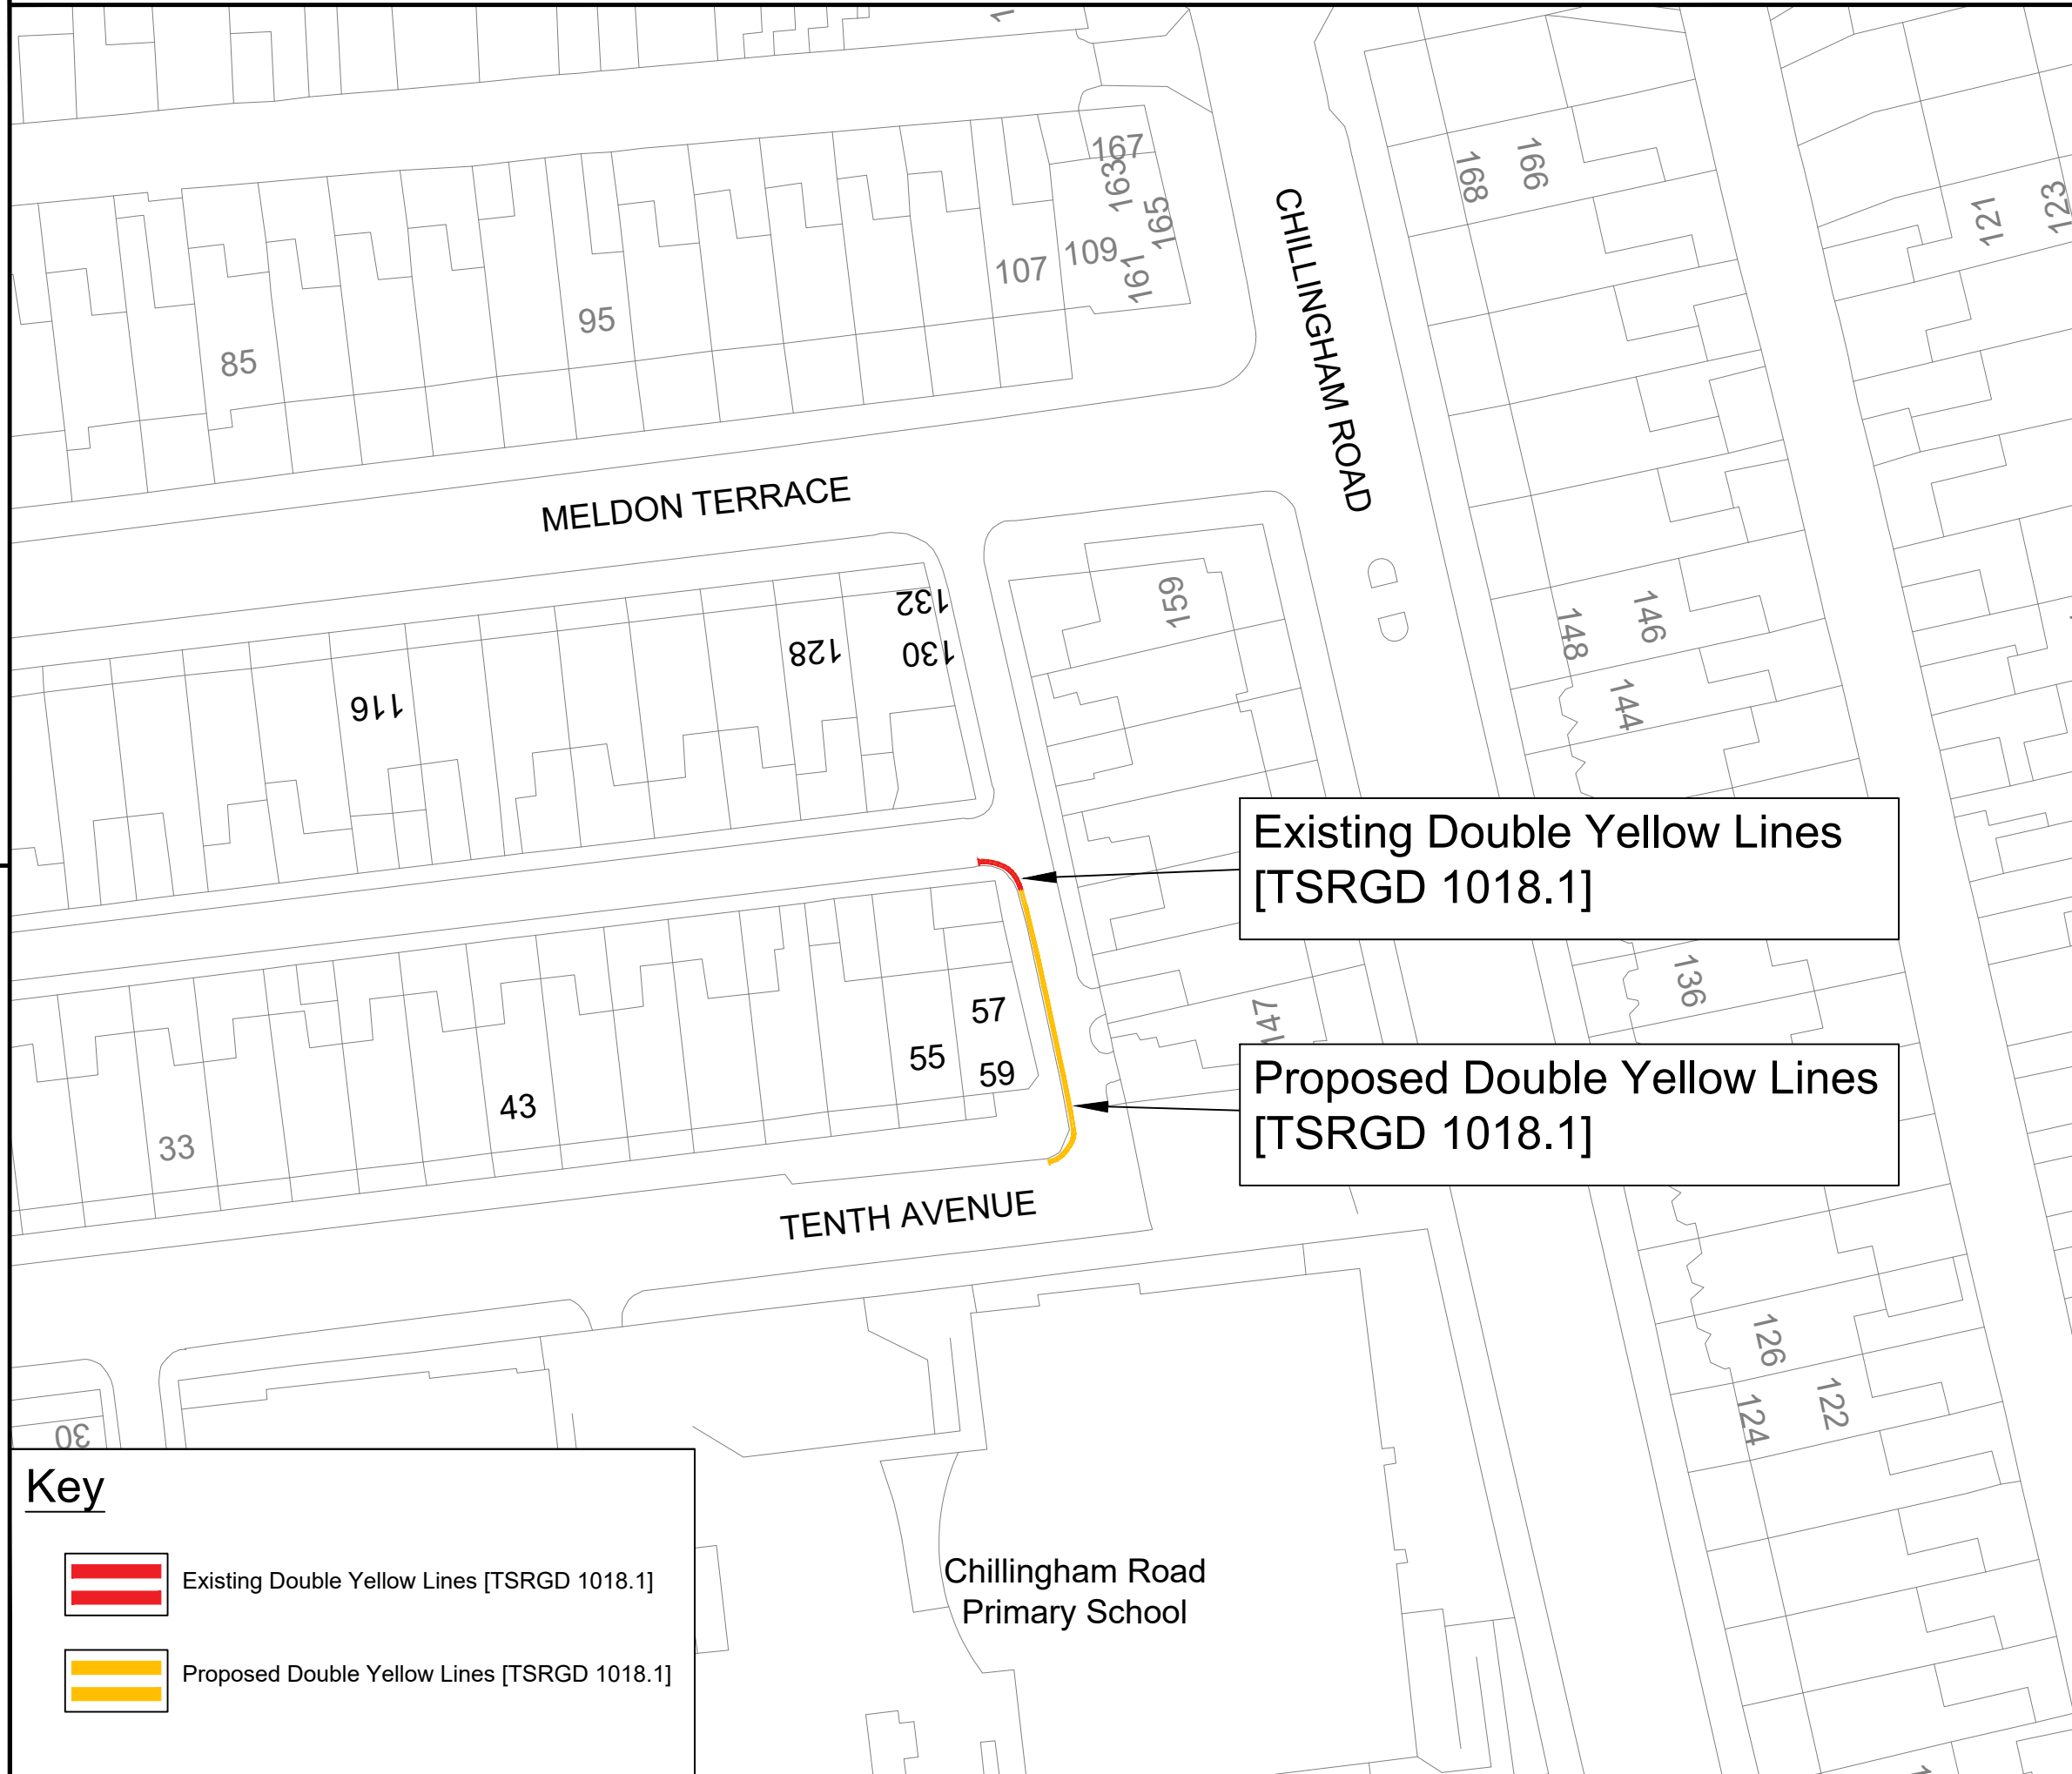 167
163
165
161
109
107
95
85
168
166
121
123
CHILLINGHAM ROAD
MELDON TERRACE
132
130
128
116
159
148
146
144
Existing Double Yellow Lines
[TSRGD 1018.1]
136
147
57
55
59
43
33
Proposed Double Yellow Lines
[TSRGD 1018.1]
TENTH AVENUE
126
124
122
30
Key
Existing Double Yellow Lines [TSRGD 1018.1]
Proposed Double Yellow Lines [TSRGD 1018.1]
Chillingham Road
Primary School